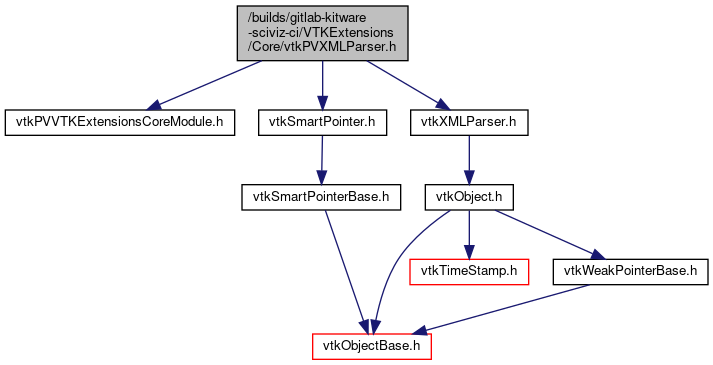 /builds/gitlab-kitware
-sciviz-ci/VTKExtensions
/Core/vtkPVXMLParser.h
vtkPVVTKExtensionsCoreModule.h
vtkSmartPointer.h
vtkXMLParser.h
vtkSmartPointerBase.h
vtkObject.h
vtkTimeStamp.h
vtkWeakPointerBase.h
vtkObjectBase.h